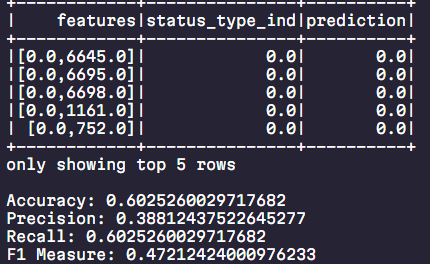 +------------+---------------+----------+
|    features|status_type_ind|prediction|
+------------+---------------+----------+
|[0.0,6645.0]|            0.0|       0.0|
|[0.0,6695.0]|            0.0|       0.0|
|[0.0,6698.0]|            0.0|       0.0|
|[0.0,1161.0]|            0.0|       0.0|
| [0.0,752.0]|            0.0|       0.0|
+------------+---------------+----------+
only showing top 5 rows
Accuracy: 0.6025260029717682
Precision: 0.38812437522645277
Recall: 0.6025260029717682
F1 Measure: 0.47212424000976233